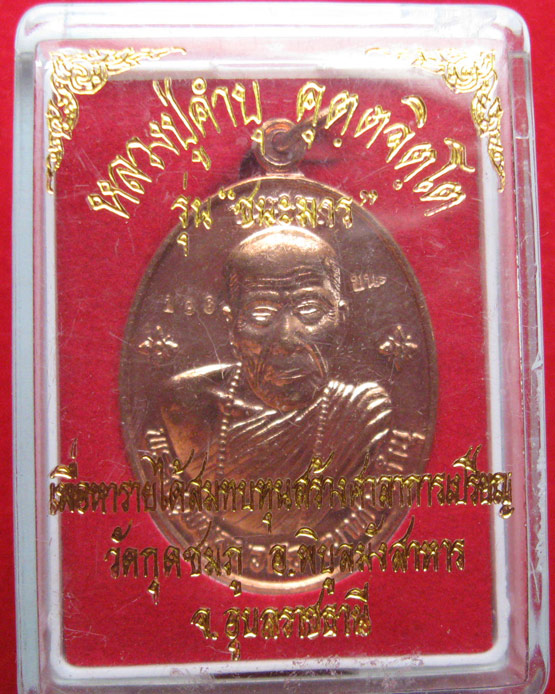 หลวงปู่คำบุ คุตฺตจิตฺโต
รุ่น "ชนะมาร"
ชนะ
เพื่อหารายได้สมทบทุนสร้างศาลาการเปรียญ
วัดกุดชมภู อ.พิบูลมังสาหาร
จ.อุบลราชธานี